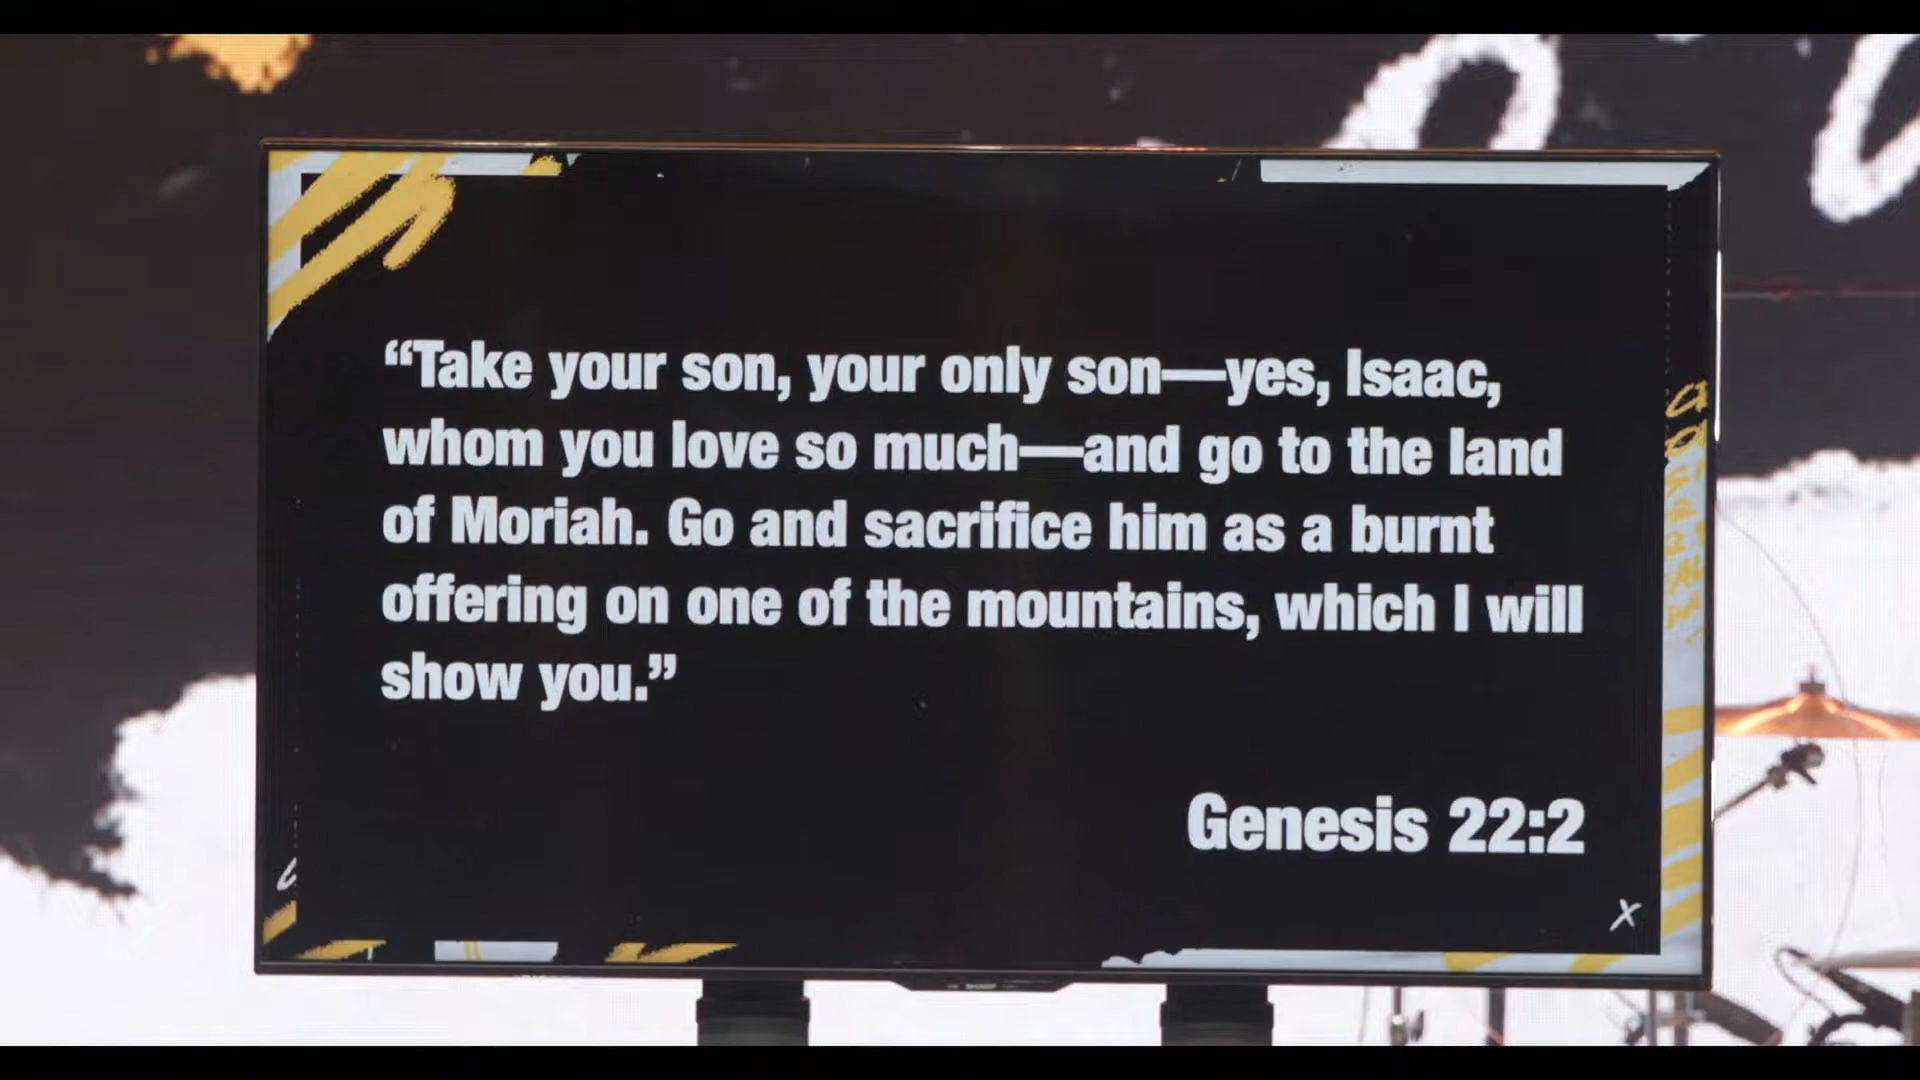 “Take your son, your only son—yes, Isaac,
whom you love so much—and go to the land
of Moriah. Go and sacrifice him as a burnt
offering on one of the mountains, which I will
show you.”
Genesis 22:2
X
SHARP